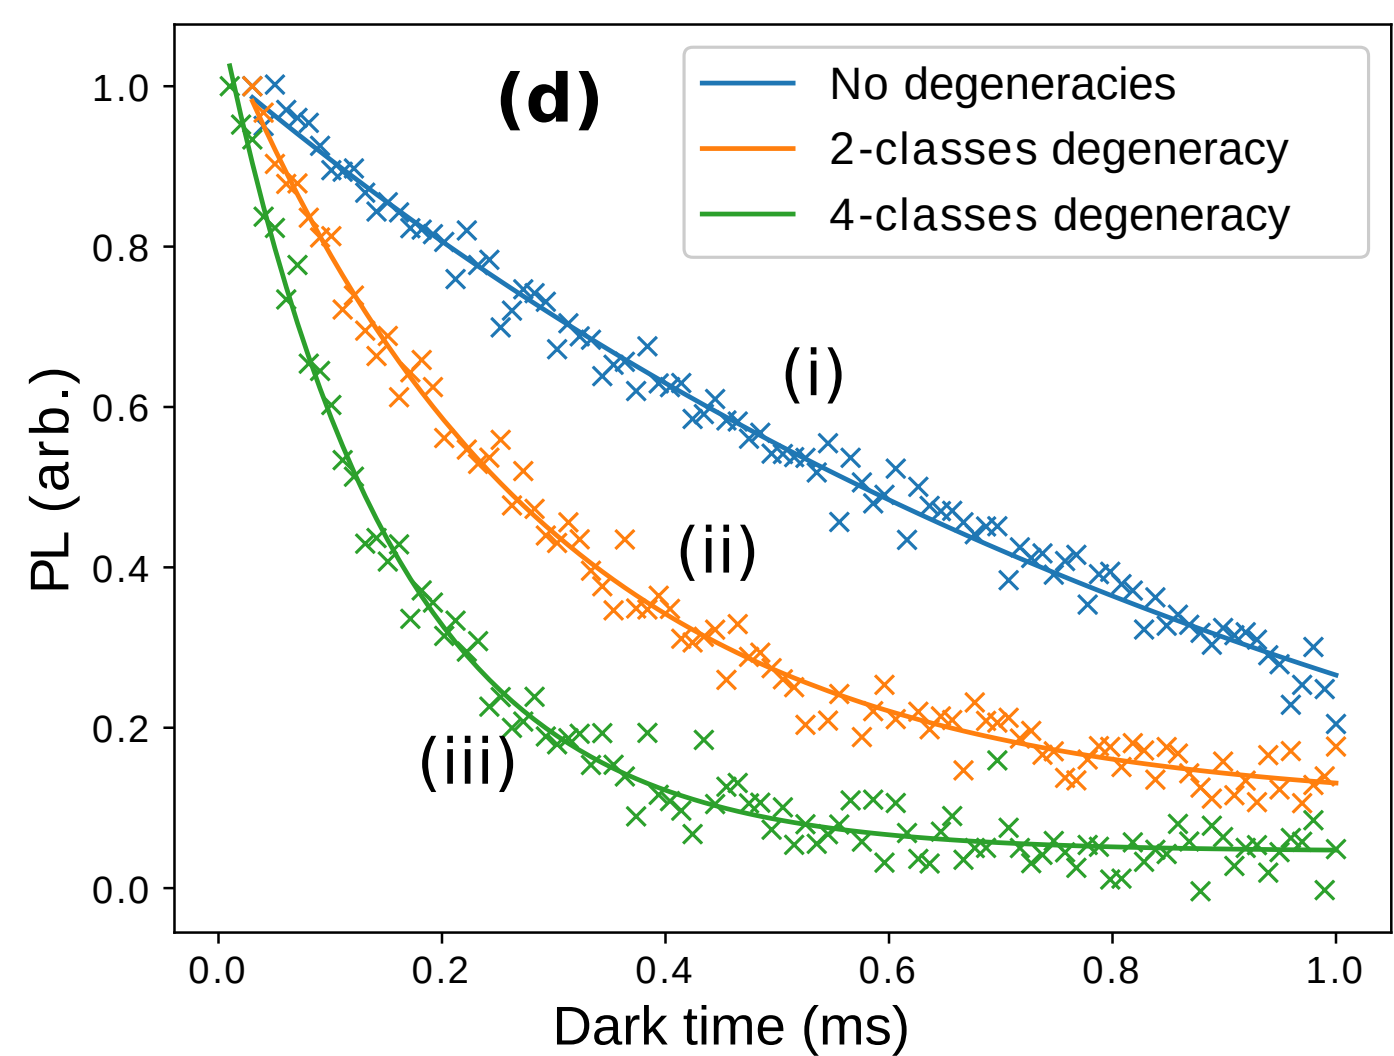 (d)
No degeneracies
2-classes degeneracy
4-classes degeneracy
(i)
(ii)
(iii)
PL (arb.)
1.0
0.8
0.6
0.4
0.2
0.0
0.0 0.2 0.4 0.6 0.8 1.0
Dark time (ms)